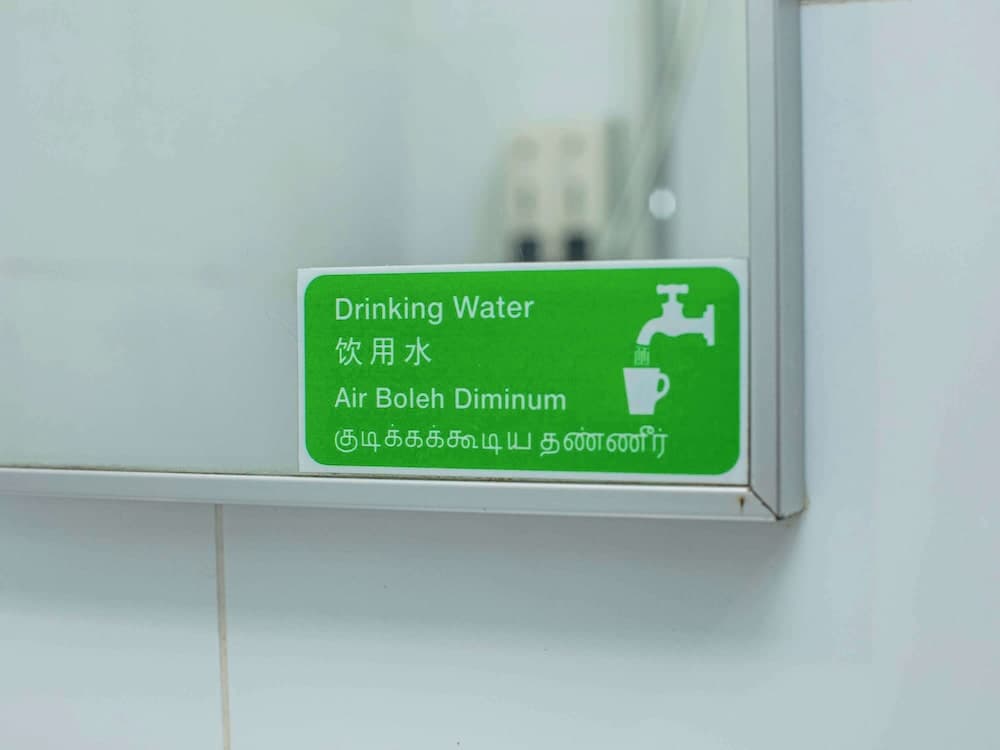 Drinking Water
饮用水
Air Boleh Diminum
குடிக்கக்கூடிய தண்ணீர்